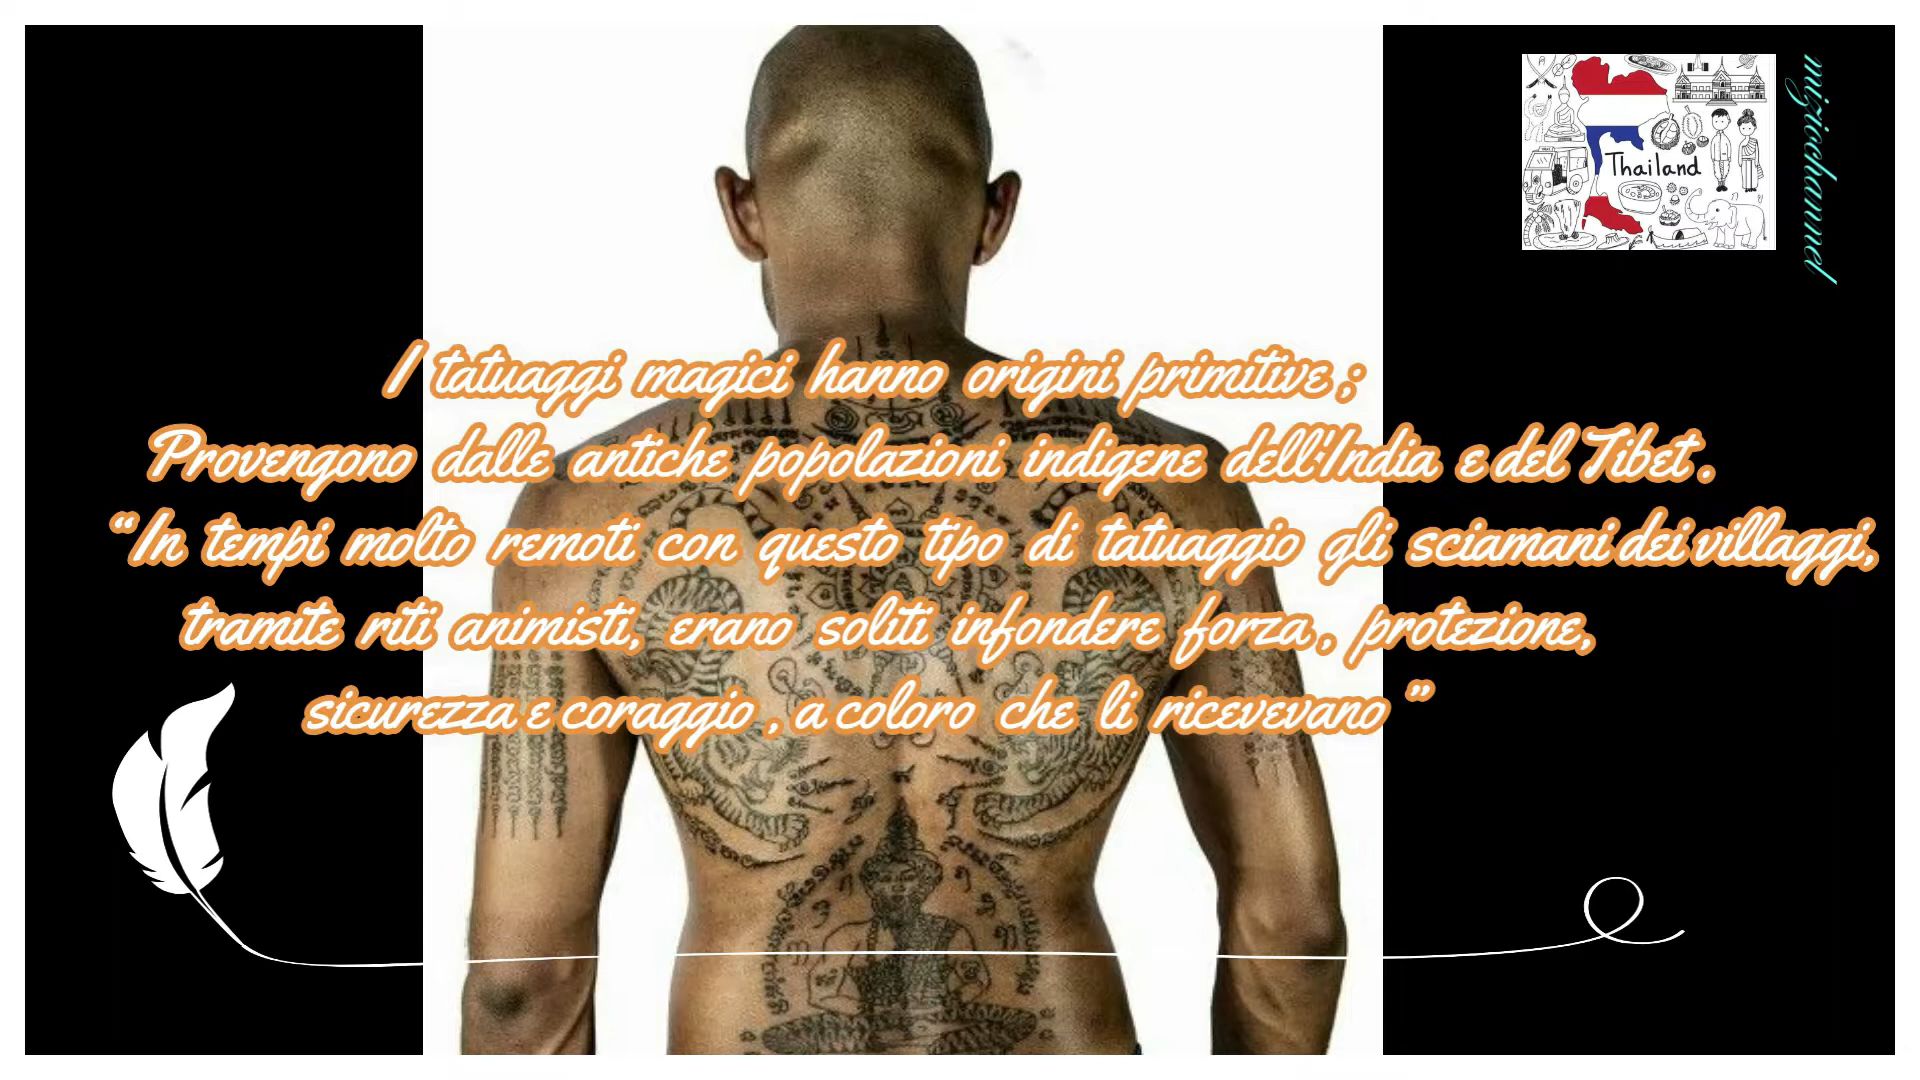 Thailand
miziochannel
I tatuaggi magici hanno origini primitive ;
Provengono dalle antiche popolazioni indigene dell'India e del Tibet .
“In tempi molto remoti con questo tipo di tatuaggio gli sciamani dei villaggi,
tramite riti animisti, erano soliti infondere forza , protezione,
sicurezza e coraggio , a coloro che li ricevevano ”